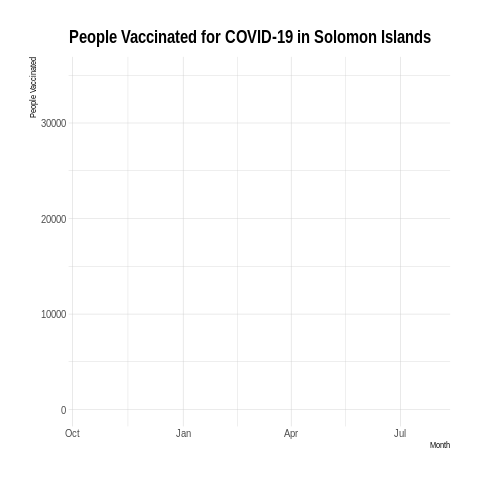 People Vaccinated for COVID-19 in Solomon Islands
People Vaccinated
30000
20000
10000
0
Oct Jan Apr Jul
Month